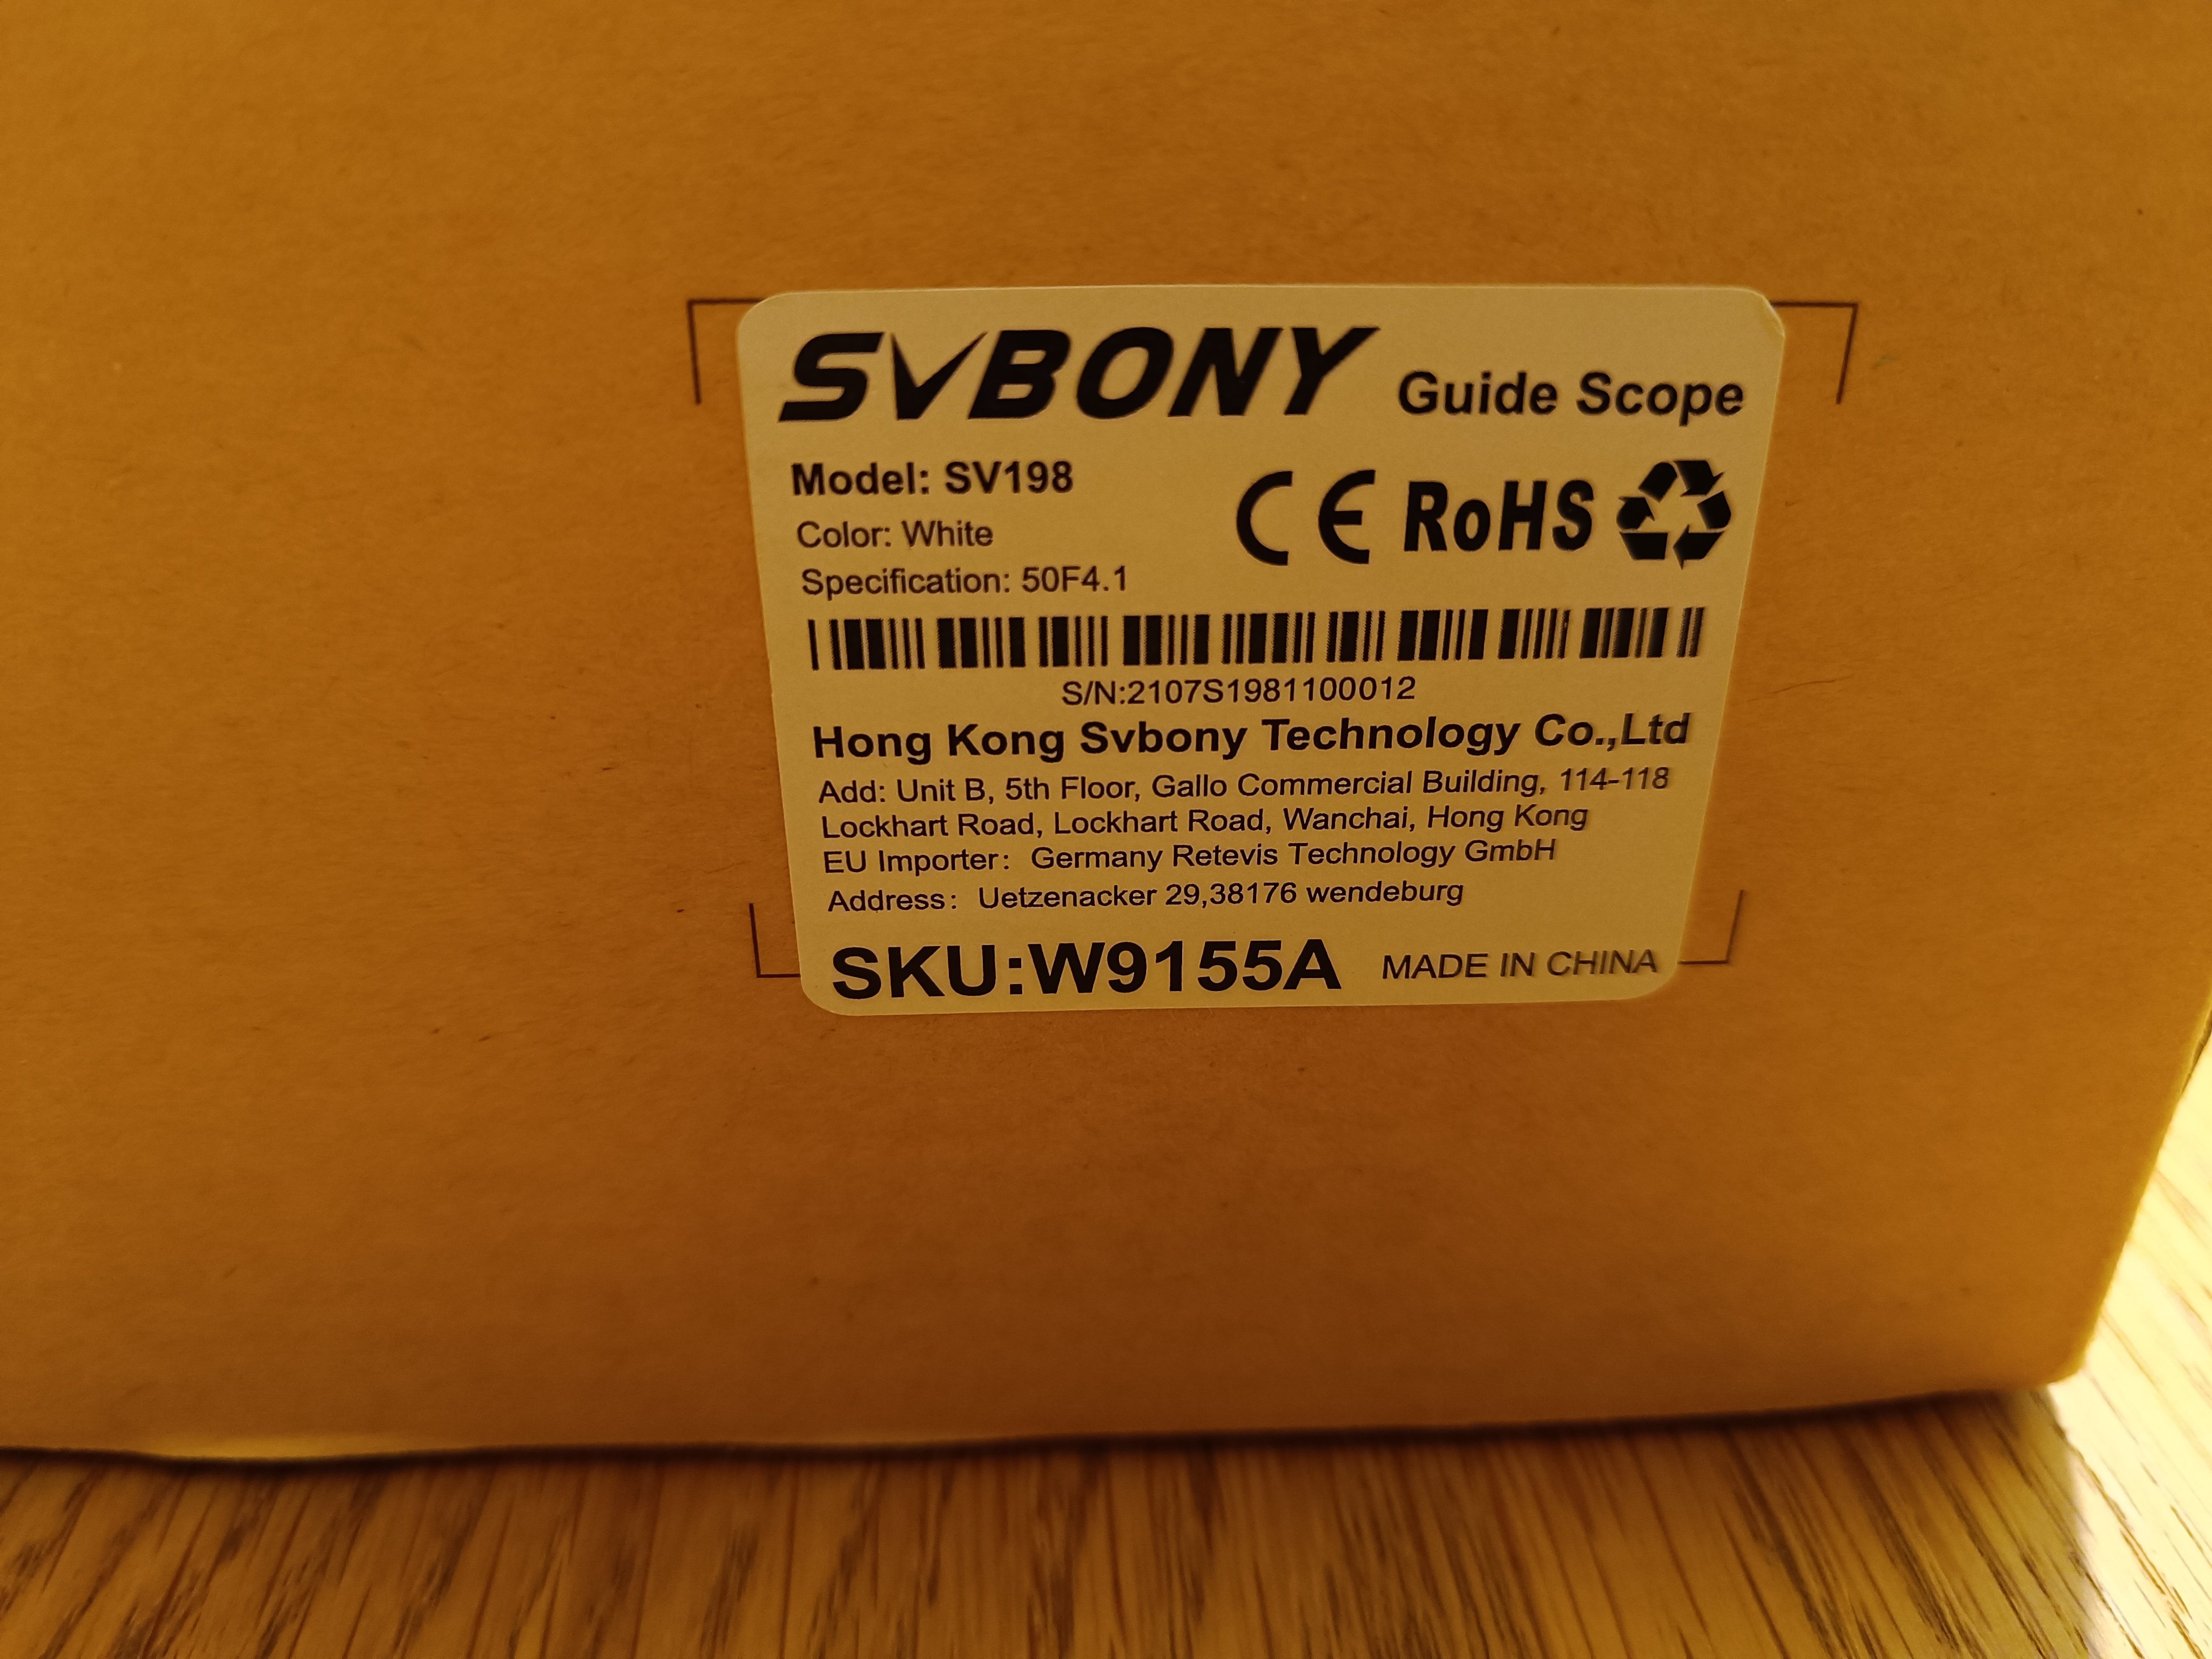 SVBONY Guide Scope
Model: SV198
Color: White
CE RoHS
Specification: 50F4.1
S/N:2107S1981100012
Hong Kong Svbony Technology Co.,Ltd
Add: Unit B, 5th Floor, Gallo Commercial Building, 114-118
Lockhart Road, Lockhart Road, Wanchai, Hong Kong
EU Importer: Germany Retevis Technology GmbH
Address: Uetzenacker 29,38176 wendeburg
SKU:W9155A MADE IN CHINA